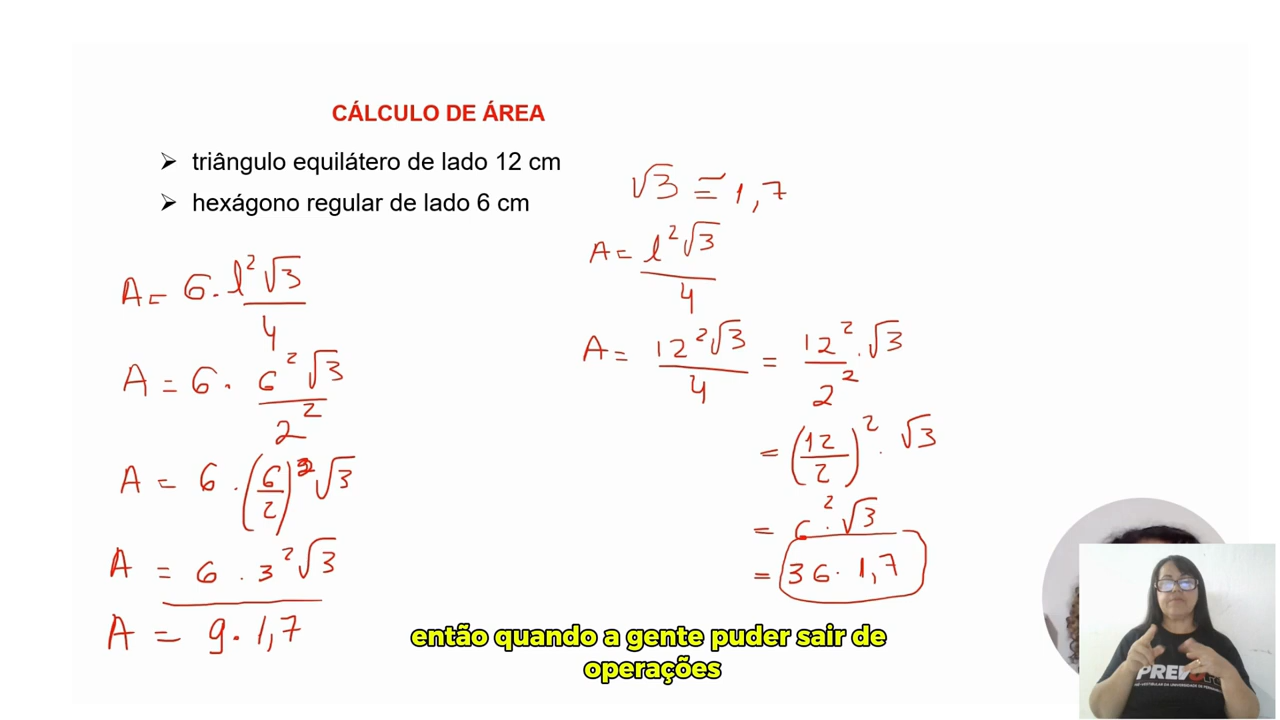 CÁLCULO DE ÁREA
➢ triângulo equilátero de lado 12 cm
➢ hexágono regular de lado 6 cm
A = 6 . l² √3 / 4
A = 6 . 6² √3 / 2²
A = 6 . (6/2)² √3
A = 6 . 3² √3
A = 9 . 1,7
√3 ≅ 1,7
A = l² √3 / 4
A = 12² √3 / 4 = 12² . √3 / 2²
= (12/2)² . √3
= 6² . √3
= 36 . 1,7
então quando a gente puder sair de
operações
PREV